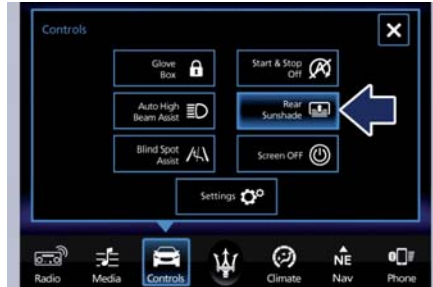 Controls
Glove
Box
Start & Stop
Off
Auto High
Beam Assist
Rear
Sunshade
Blind Spot
Assist
Screen OFF
Settings
NE
Radio
Media
Controls
Climate
Nav
Phone